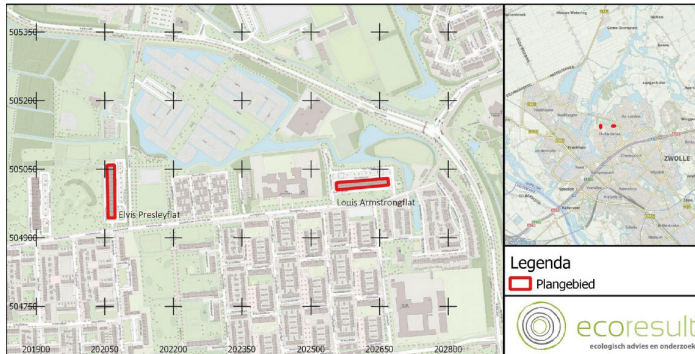 505350
505200
505050
504900
504750
201900
202050
202200
202350
202500
202650
202800
Elvis Presleyflat
Louis Armstrongflat
ZWOLLE
Legenda
Plangebied
ecoresult
ecologisch advies en onderzoek